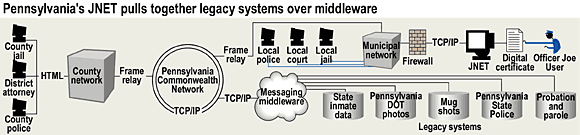 Pennsylvania's JNET pulls together legacy systems over middleware
County
jail
District
attorney
County
police
HTML
County
network
Frame
relay
Pennsylvania
Commonwealth
Network
TCP/IP
TCP/IP
Frame
relay
Local
police
Local
court
Local
jail
Municipal
network
Firewall
TCP/IP
JNET
Digital
certificate
Officer Joe
User
Messaging
middleware
State
inmate
data
Pennsylvania
DOT
photos
Mug
shots
Pennsylvania
State
Police
Probation
and
parole
Legacy systems